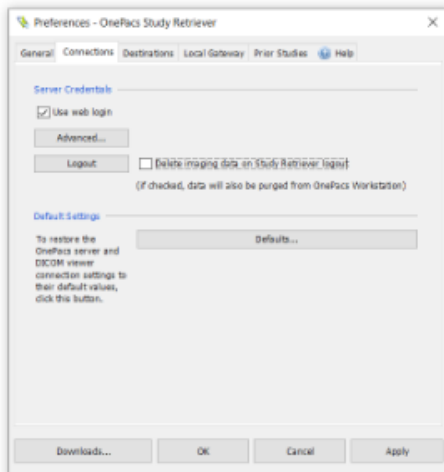 Preferences - OnePacs Study Retriever
General Connections Destinations Local Gateway Prior Studies Help
Server Credentials
Use web login
Advanced...
Logout Delete imaging data on Study Retriever logout
(if checked, data will also be purged from OnePacs Workstation)
Default Settings
To restore the
OnePacs server and
DICOM viewer
connection settings to
their default values,
click this button.
Defaults...
Downloads... OK Cancel Apply